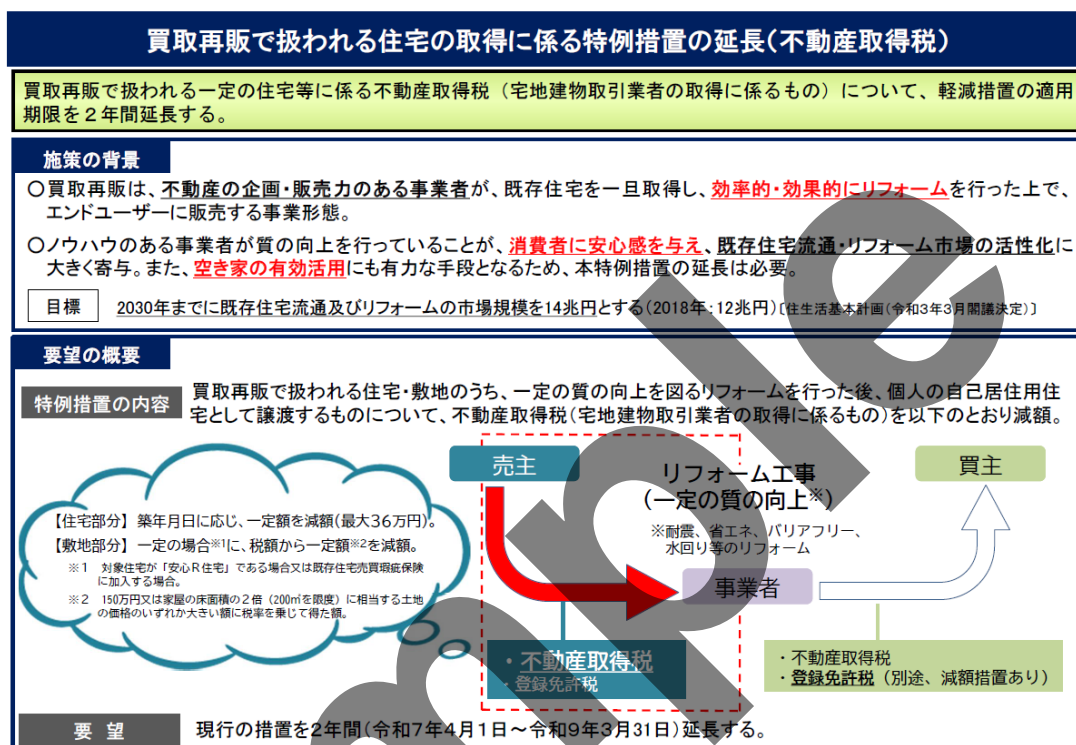 買取再販で扱われる住宅の取得に係る特例措置の延長(不動産取得税)
買取再販で扱われる一定の住宅等に係る不動産取得税(宅地建物取引業者の取得に係るもの)について、軽減措置の適用
期限を2年間延長する。
施策の背景
〇買取再販は、不動産の企画・販売力のある事業者が、既存住宅を一旦取得し、効率的・効果的にリフォームを行った上で、
エンドユーザーに販売する事業形態。
〇ノウハウのある事業者が質の向上を行っていることが、消費者に安心感を与え、既存住宅流通・リフォーム市場の活性化に
大きく寄与。また、空き家の有効活用にも有力な手段となるため、本特例措置の延長は必要。
目標 2030年までに既存住宅流通及びリフォームの市場規模を14兆円とする(2018年:12兆円)〔住生活基本計画(令和3年3月閣議決定)〕
要望の概要
特例措置の内容
買取再販で扱われる住宅・敷地のうち、一定の質の向上を図るリフォームを行った後、個人の自己居住用住
宅として譲渡するものについて、不動産取得税(宅地建物取引業者の取得に係るもの)を以下のとおり減額。
【住宅部分】 築年月日に応じ、一定額を減額(最大36万円)。
【敷地部分】 一定の場合※1に、税額から一定額※2を減額。
※1 対象住宅が「安心R住宅」である場合又は既存住宅売買瑕疵保険
に加入する場合。
※2 150万円又は家屋の床面積の2倍(200㎡を限度)に相当する土地
の価格のいずれか大きい額に税率を乗じて得た額。
売主
リフォーム工事
(一定の質の向上※)
※耐震、省エネ、バリアフリー、
水回り等のリフォーム
事業者
買主
・不動産取得税
・登録免許税
・不動産取得税
・登録免許税(別途、減額措置あり)
要 望
現行の措置を2年間(令和7年4月1日〜令和9年3月31日)延長する。
mple